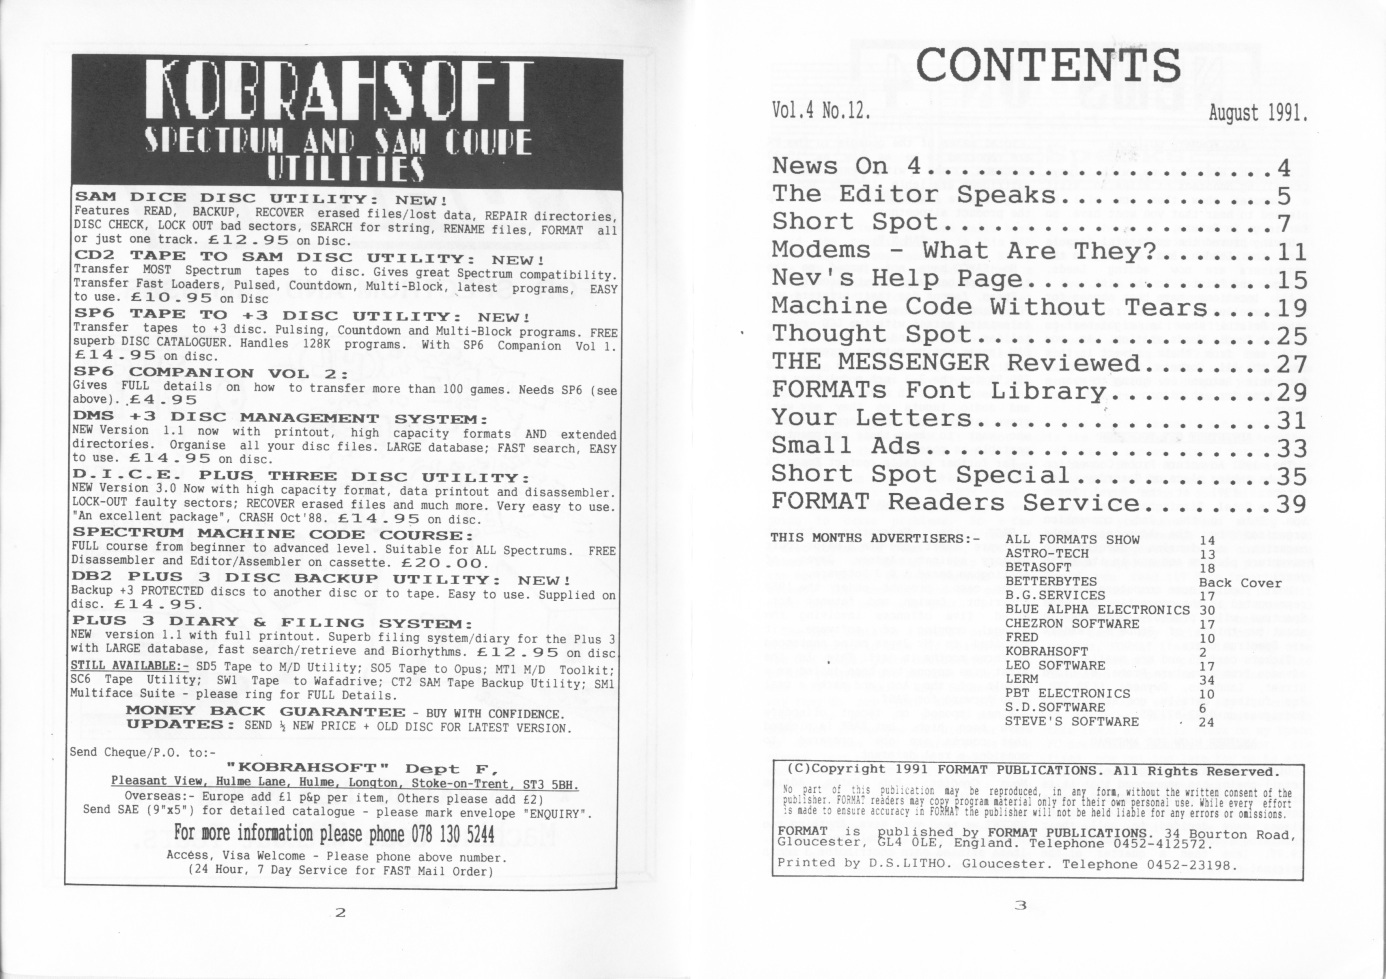 KOBRAHSOFT
SPECTRUM AND SAM COUPE
UTILITIES
SAM DICE DISC UTILITY: NEW!
Features READ, BACKUP, RECOVER erased files/lost data, REPAIR directories,
DISC CHECK, LOCK OUT bad sectors, SEARCH for string, RENAME files, FORMAT all
or just one track. £12.95 on Disc.
CD2 TAPE TO SAM DISC UTILITY: NEW!
Transfer MOST Spectrum tapes to disc. Gives great Spectrum compatibility.
Transfer Fast Loaders, Pulsed, Countdown, Multi-Block, latest programs, EASY
to use. £10.95 on Disc
SP6 TAPE TO +3 DISC UTILITY: NEW!
Transfer tapes to +3 disc. Pulsing, Countdown and Multi-Block programs. FREE
superb DISC CATALOGUER. Handles 128K programs. With SP6 Companion Vol 1.
£14.95 on disc.
SP6 COMPANION VOL 2:
Gives FULL details on how to transfer more than 100 games. Needs SP6 (see
above). £4.95
DMS +3 DISC MANAGEMENT SYSTEM:
NEW Version 1.1 now with printout, high capacity formats AND extended
directories. Organise all your disc files. LARGE database; FAST search, EASY
to use. £14.95 on disc.
D.I.C.E. PLUS THREE DISC UTILITY:
NEW Version 3.0 Now with high capacity format, data printout and disassembler.
LOCK-OUT faulty sectors; RECOVER erased files and much more. Very easy to use.
"An excellent package", CRASH Oct'88. £14.95 on disc.
SPECTRUM MACHINE CODE COURSE:
FULL course from beginner to advanced level. Suitable for ALL Spectrums. FREE
Disassembler and Editor/Assembler on cassette. £20.00.
DB2 PLUS 3 DISC BACKUP UTILITY: NEW!
Backup +3 PROTECTED discs to another disc or to tape. Easy to use. Supplied on
disc. £14.95.
PLUS 3 DIARY & FILING SYSTEM:
NEW version 1.1 with full printout. Superb filing system/diary for the Plus 3
with LARGE database, fast search/retrieve and Biorhythms. £12.95 on disc
STILL AVAILABLE:- SD5 Tape to M/D Utility; SO5 Tape to Opus; MT1 M/D Toolkit;
SC6 Tape Utility; SW1 Tape to Wafadrive; CT2 SAM Tape Backup Utility; SM1
Multiface Suite - please ring for FULL Details.
MONEY BACK GUARANTEE - BUY WITH CONFIDENCE.
UPDATES: SEND ½ NEW PRICE + OLD DISC FOR LATEST VERSION.
Send Cheque/P.O. to:-
"KOBRAHSOFT" Dept F,
Pleasant View, Hulme Lane, Hulme, Longton, Stoke-on-Trent, ST3 5BH.
Overseas:- Europe add £1 p&p per item, Others please add £2)
Send SAE (9"x5") for detailed catalogue - please mark envelope "ENQUIRY".
For more information please phone 078 130 5244
Access, Visa Welcome - Please phone above number.
(24 Hour, 7 Day Service for FAST Mail Order)
2
CONTENTS
Vol.4 No.12. August 1991.
News On 4.....................4
The Editor Speaks.............5
Short Spot....................7
Modems - What Are They?.......11
Nev's Help Page...............15
Machine Code Without Tears....19
Thought Spot..................25
THE MESSENGER Reviewed........27
FORMATs Font Library..........29
Your Letters..................31
Small Ads.....................33
Short Spot Special............35
FORMAT Readers Service........39
THIS MONTHS ADVERTISERS:- ALL FORMATS SHOW 14
ASTRO-TECH 13
BETASOFT 18
BETTERBYTES Back Cover
B.G.SERVICES 17
BLUE ALPHA ELECTRONICS 30
CHEZRON SOFTWARE 17
FRED 10
KOBRAHSOFT 2
LEO SOFTWARE 17
LERM 34
PBT ELECTRONICS 10
S.D.SOFTWARE 6
STEVE'S SOFTWARE 24
(C)Copyright 1991 FORMAT PUBLICATIONS. All Rights Reserved.
No part of this publication may be reproduced, in any form, without the written consent of the
publisher. FORMAT readers may copy program material only for their own personal use. While every effort
is made to ensure accuracy in FORMAT the publisher will not be held liable for any errors or omissions.
FORMAT is published by FORMAT PUBLICATIONS. 34 Bourton Road,
Gloucester, GL4 0LE, England. Telephone 0452-412572.
Printed by D.S.LITHO. Gloucester. Telephone 0452-23198.
3